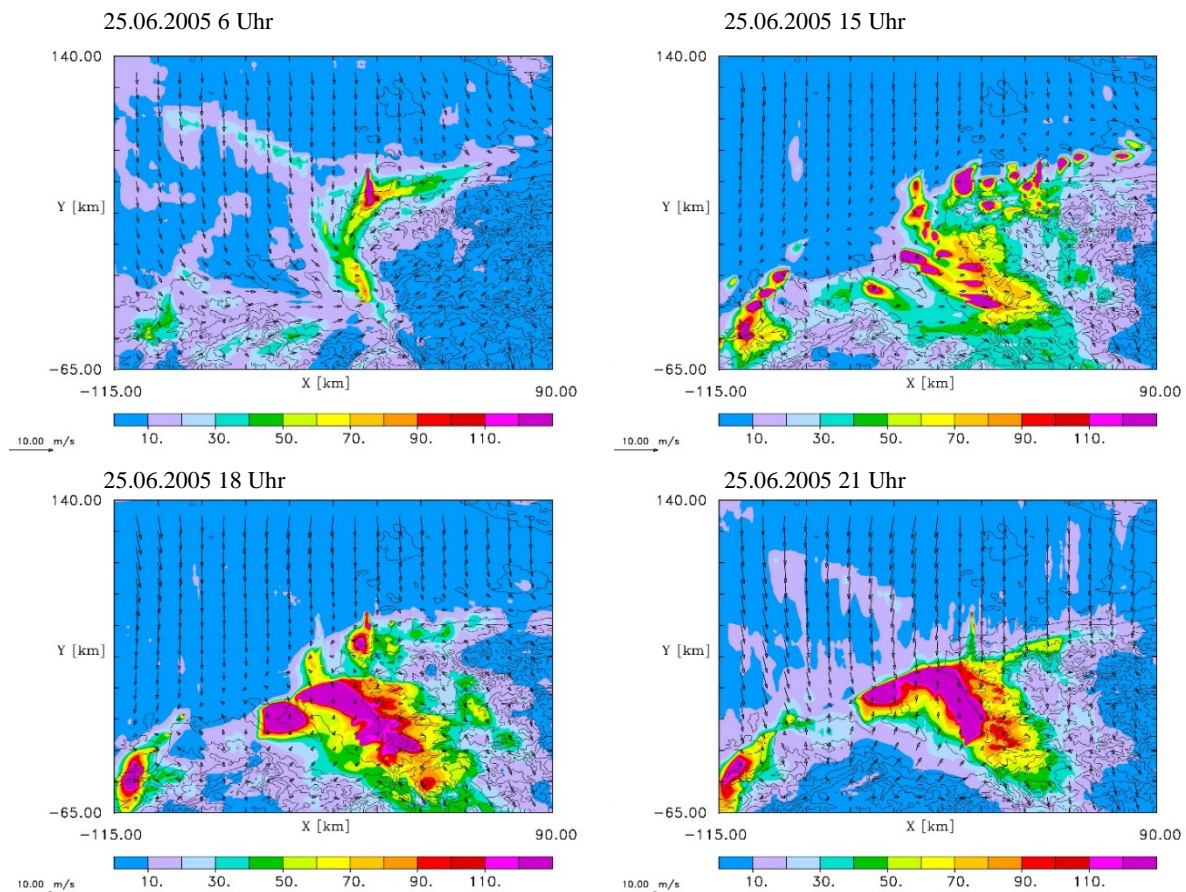 25.06.2005 6 Uhr
140.00
Y [km]
-65.00
-115.00
X [km]
90.00
10. 30. 50. 70. 90. 110.
10.00 m/s
25.06.2005 15 Uhr
140.00
Y [km]
-65.00
-115.00
X [km]
90.00
10. 30. 50. 70. 90. 110.
10.00 m/s
25.06.2005 18 Uhr
140.00
Y [km]
-65.00
-115.00
X [km]
90.00
10. 30. 50. 70. 90. 110.
10.00 m/s
25.06.2005 21 Uhr
140.00
Y [km]
-65.00
-115.00
X [km]
90.00
10. 30. 50. 70. 90. 110.
10.00 m/s